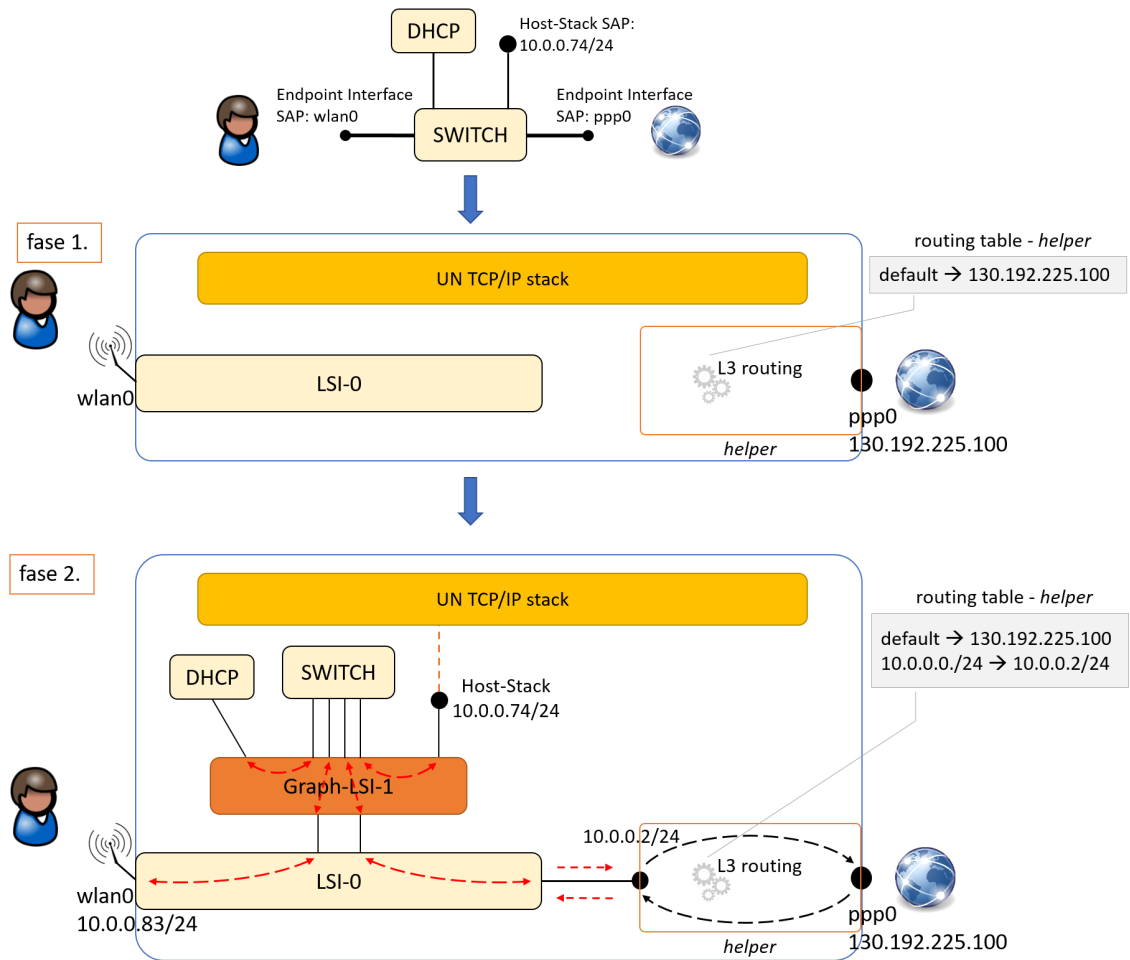 DHCP
Host-Stack SAP:
10.0.0.74/24
Endpoint Interface
SAP: wlan0
SWITCH
Endpoint Interface
SAP: ppp0
fase 1.
UN TCP/IP stack
routing table - helper
default → 130.192.225.100
LSI-0
wlan0
L3 routing
helper
ppp0
130.192.225.100
fase 2.
UN TCP/IP stack
routing table - helper
default → 130.192.225.100
10.0.0.0./24 → 10.0.0.2/24
DHCP
SWITCH
Host-Stack
10.0.0.74/24
Graph-LSI-1
10.0.0.2/24
LSI-0
wlan0
10.0.0.83/24
L3 routing
helper
ppp0
130.192.225.100